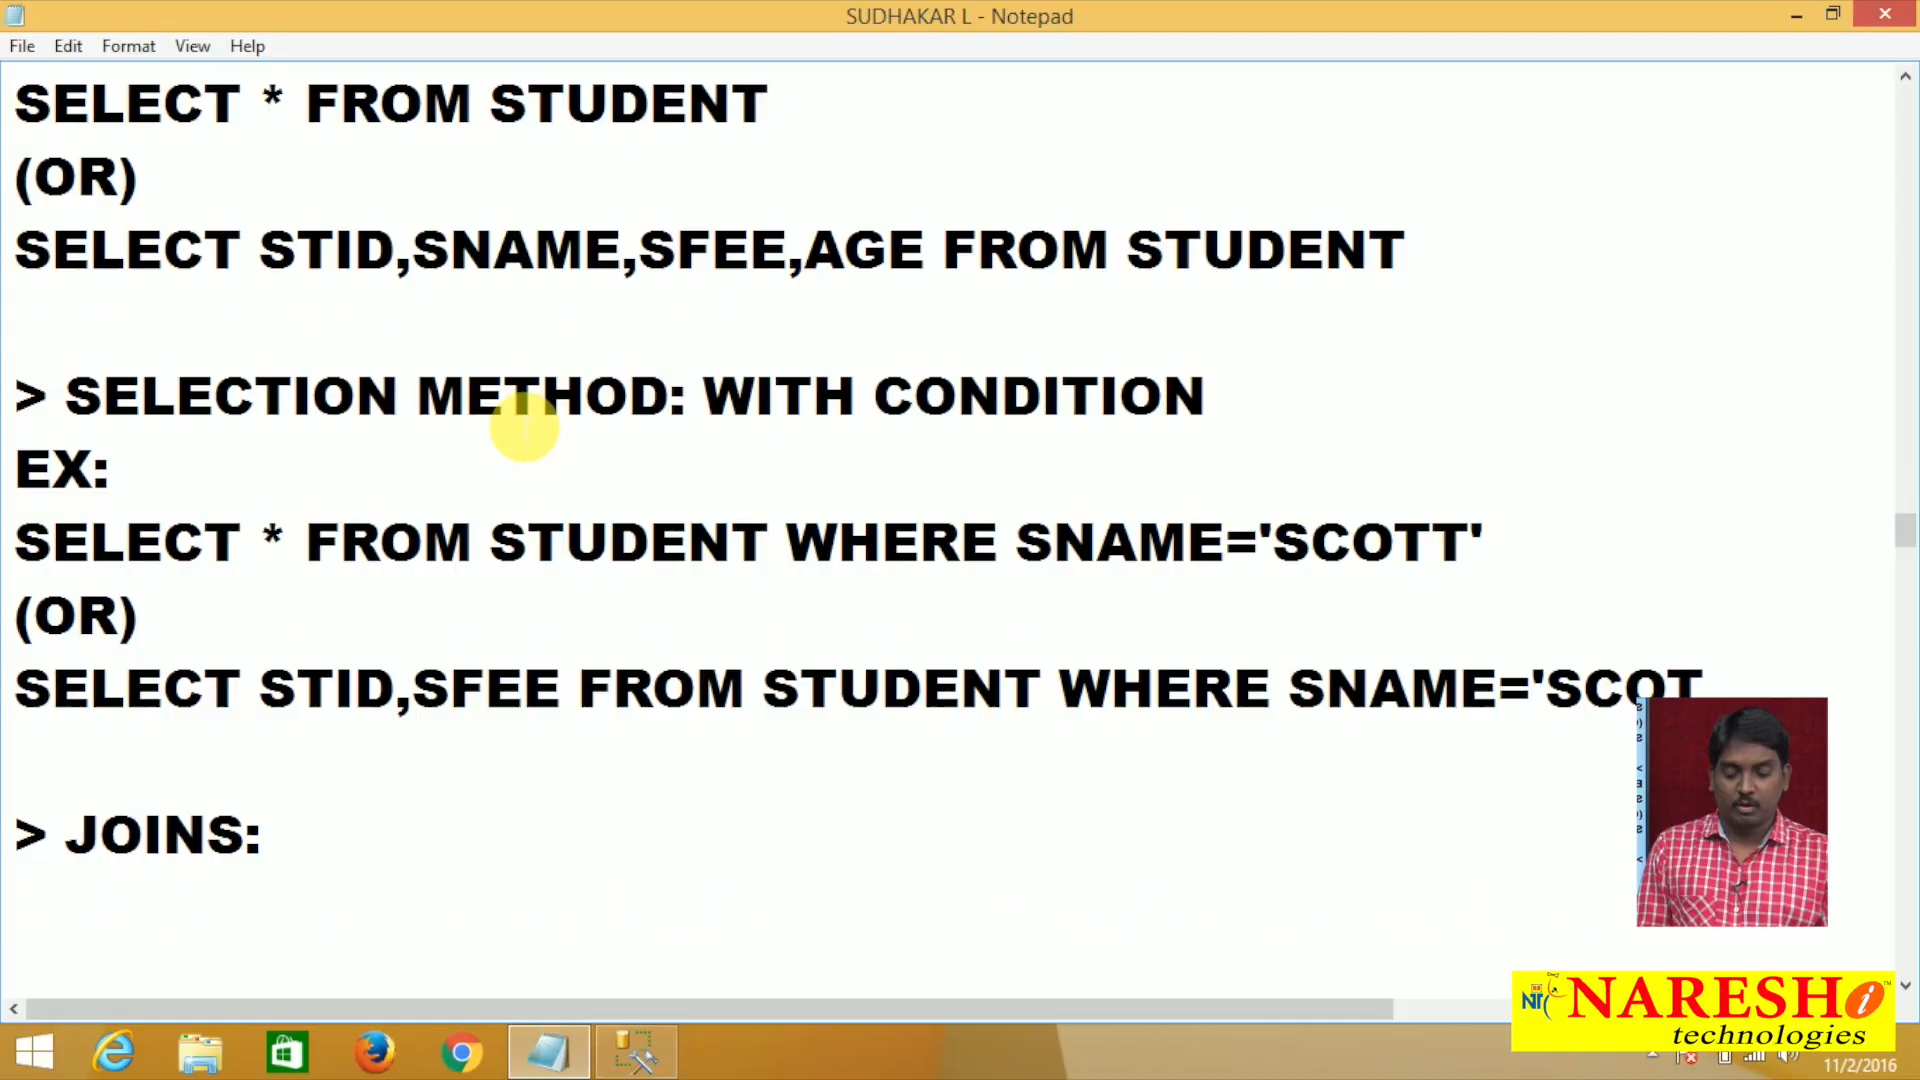 SUDHAKAR L - Notepad
File Edit Format View Help
SELECT * FROM STUDENT
(OR)
SELECT STID,SNAME,SFEE,AGE FROM STUDENT
> SELECTION METHOD: WITH CONDITION
EX:
SELECT * FROM STUDENT WHERE SNAME='SCOTT'
(OR)
SELECT STID,SFEE FROM STUDENT WHERE SNAME='SCOT
> JOINS:
NARESH i
technologies
11/2/2016